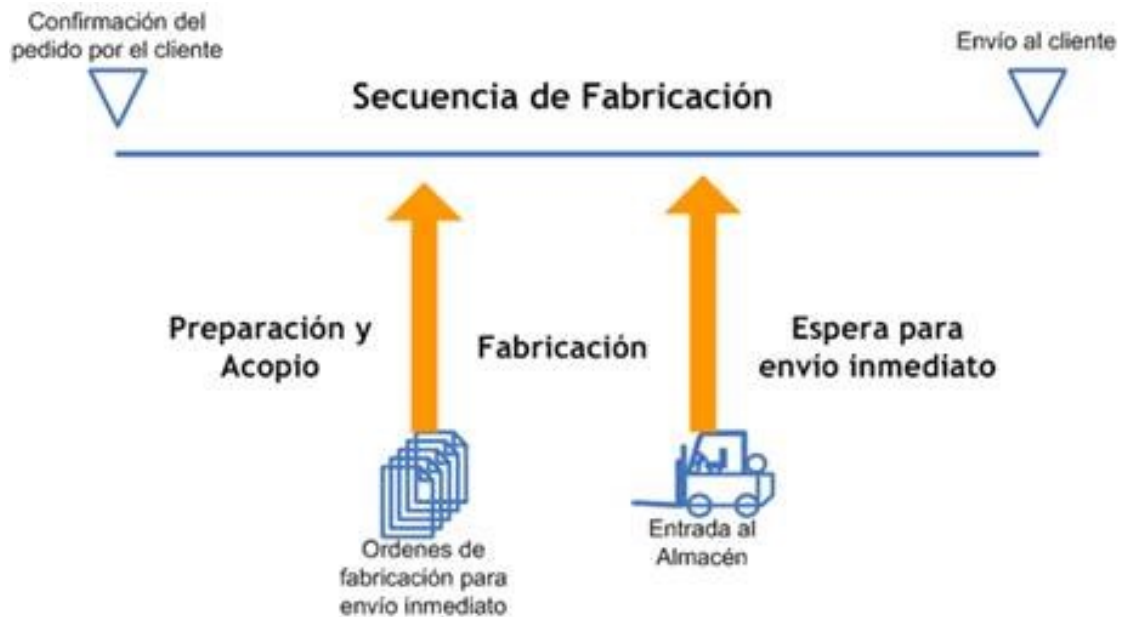 Confirmación del
pedido por el cliente
Envío al cliente
Secuencia de Fabricación
Preparación y
Acopio
Fabricación
Espera para
envío inmediato
Ordenes de
fabricación para
envío inmediato
Entrada al
Almacén